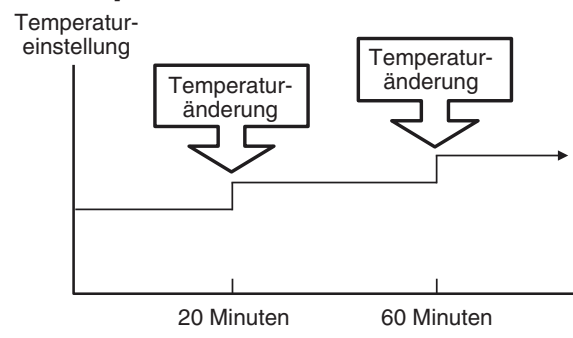 Temperatur-
einstellung
Temperatur-
änderung
Temperatur-
änderung
20 Minuten
60 Minuten